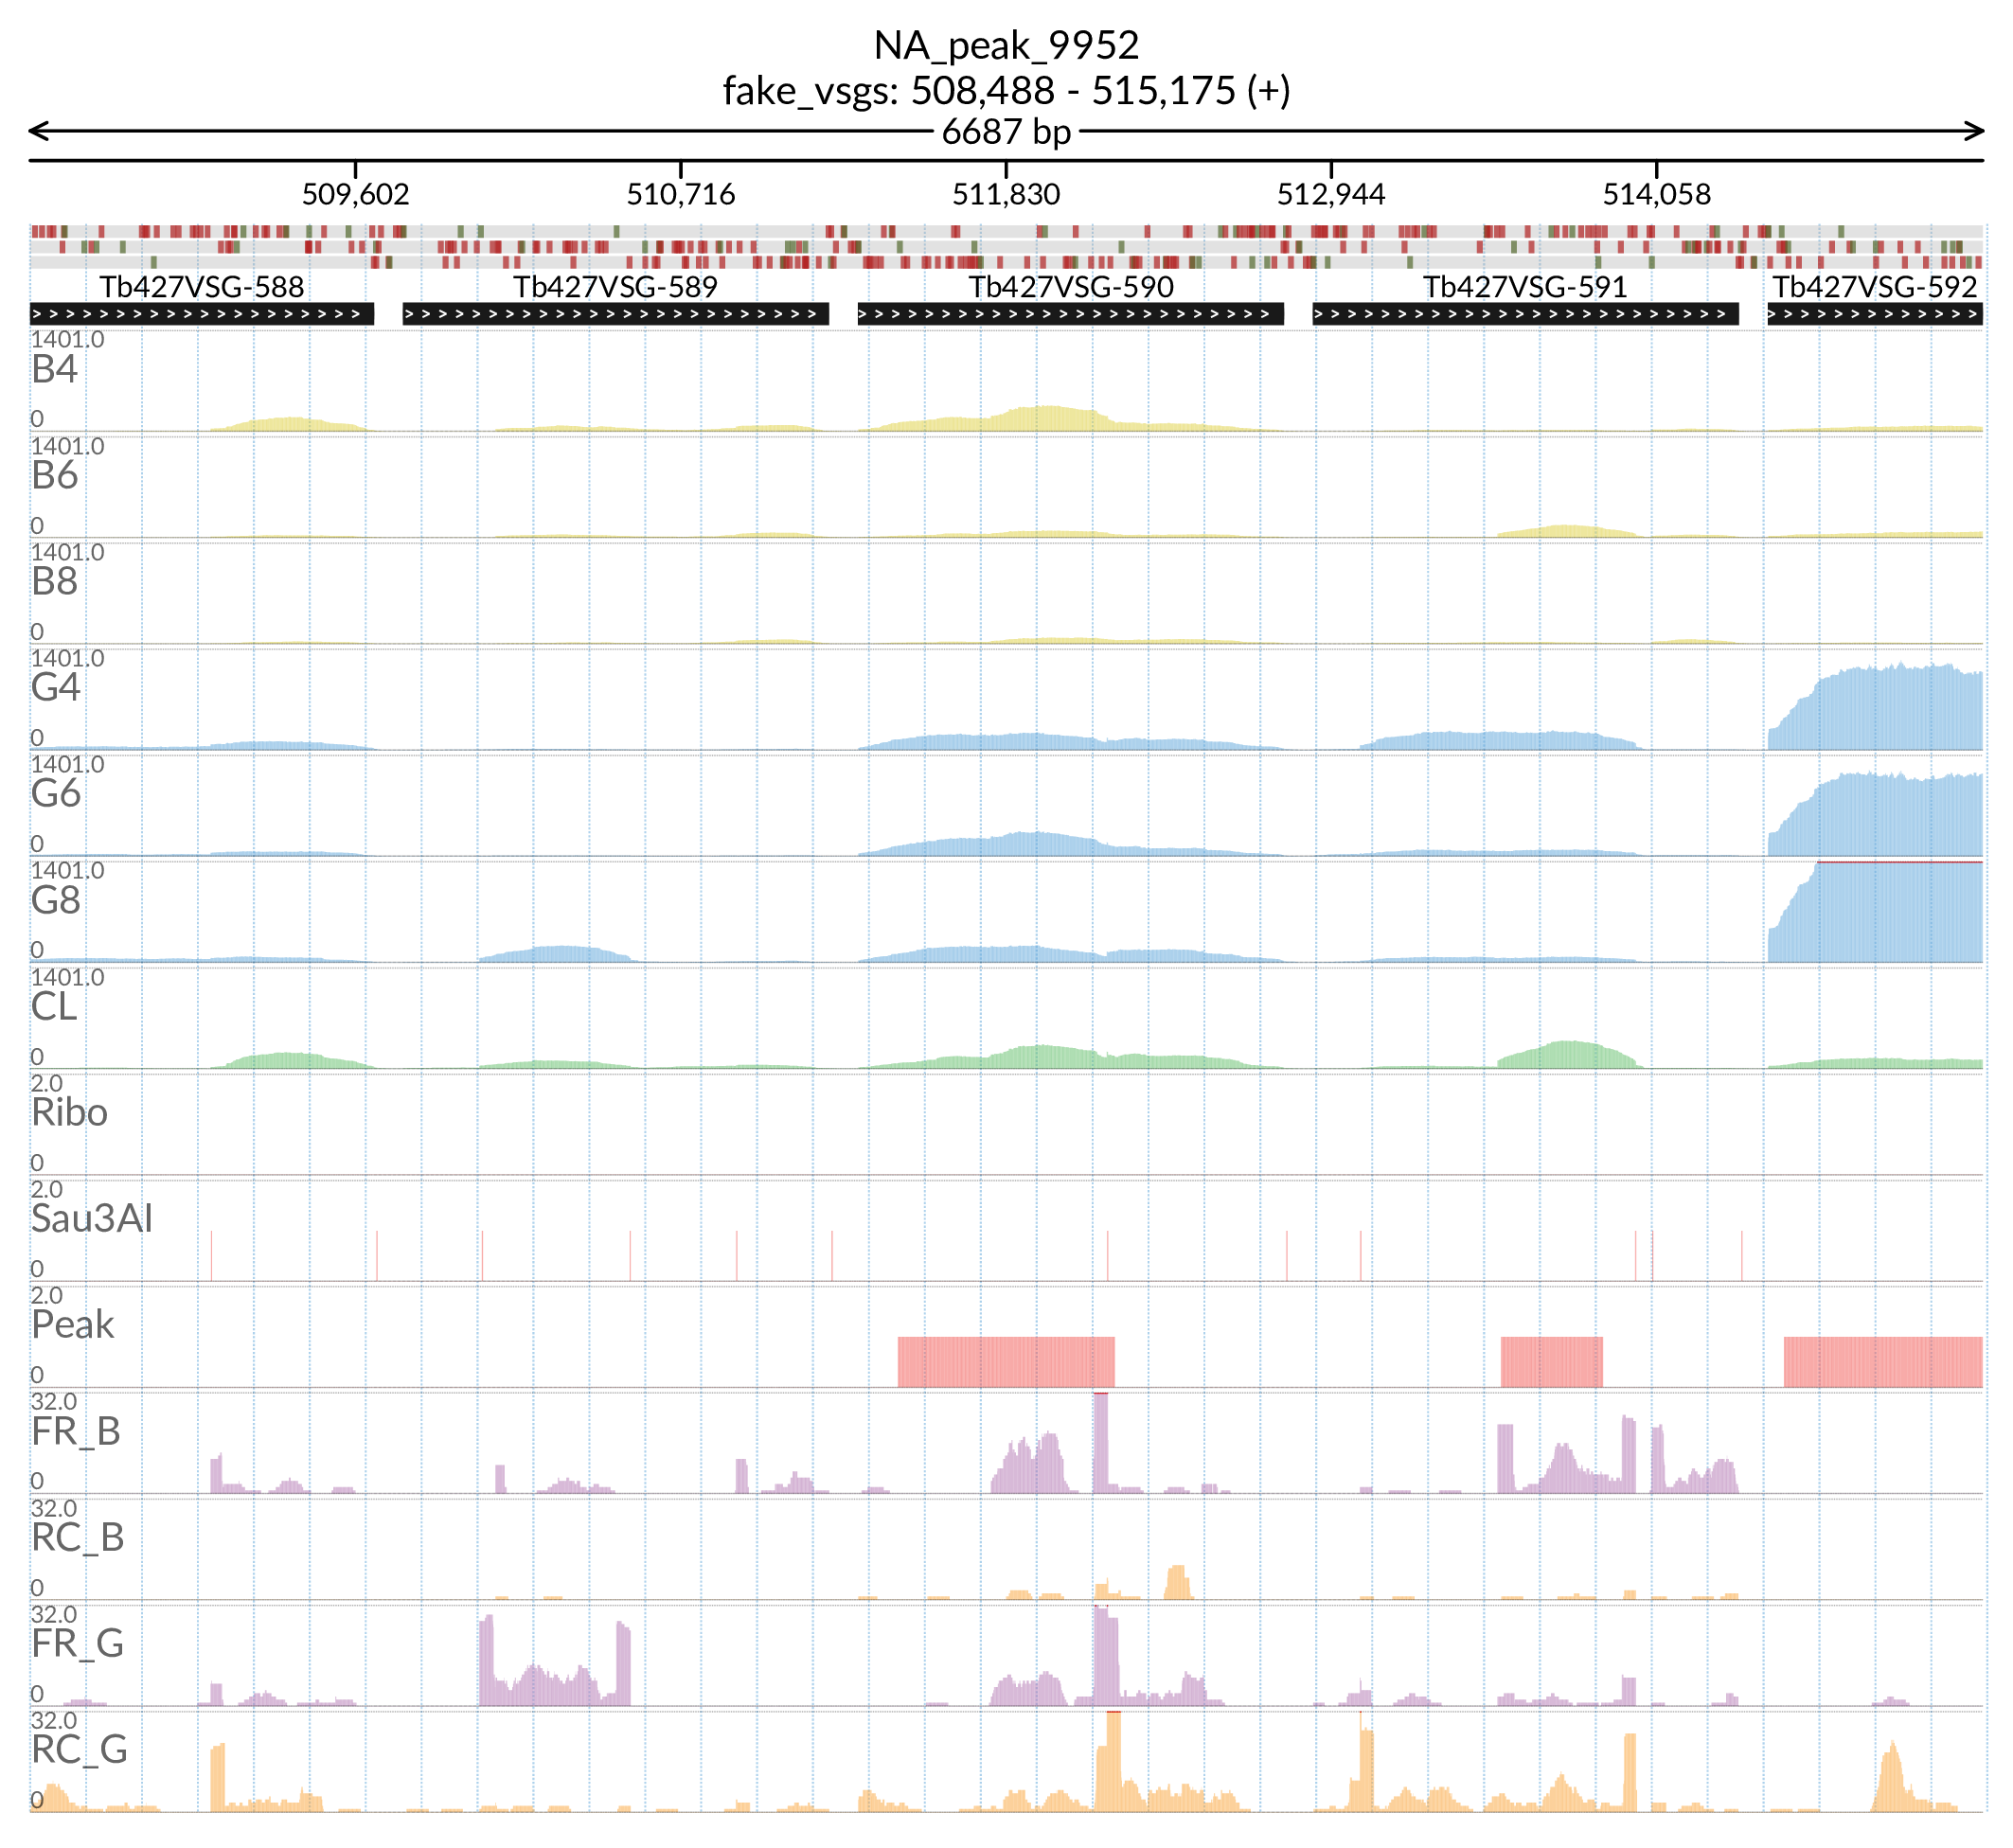 NA_peak_9952
fake_vsgs: 508,488 - 515,175 (+)
6687 bp
509,602 510,716 511,830 512,944 514,058
Tb427VSG-588 Tb427VSG-589 Tb427VSG-590 Tb427VSG-591 Tb427VSG-592
1401.0
B4
0
1401.0
B6
0
1401.0
B8
0
1401.0
G4
0
1401.0
G6
0
1401.0
G8
0
1401.0
CL
0
2.0
Ribo
0
2.0
Sau3AI
0
2.0
Peak
0
32.0
FR_B
0
32.0
RC_B
0
32.0
FR_G
0
32.0
RC_G
0